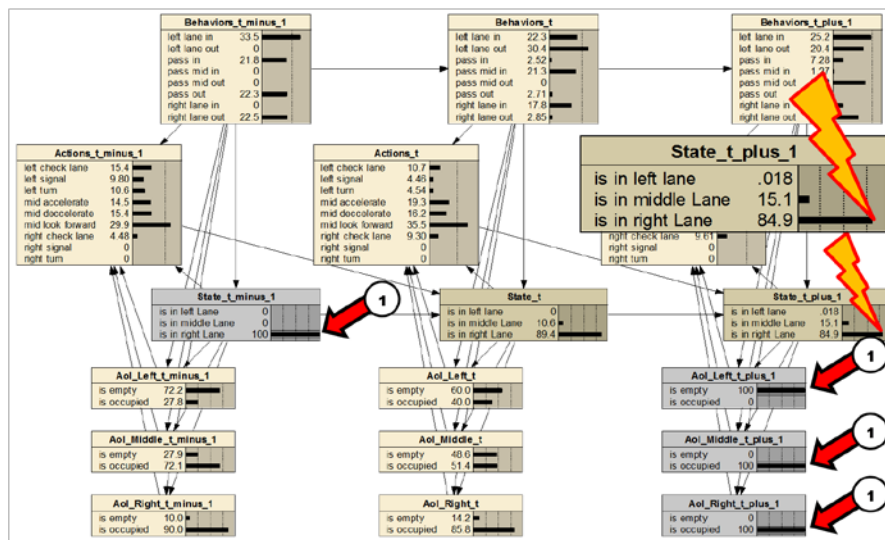 Behaviors_t_minus_1
left lane in 33.5
left lane out 0
pass in 21.8
pass mid in 0
pass mid out 0
pass out 22.3
right lane in 0
right lane out 22.5
Behaviors_t
left lane in 22.3
left lane out 30.4
pass in 2.52
pass mid in 21.3
pass mid out 0
pass out 2.71
right lane in 17.8
right lane out 2.85
Behaviors_t_plus_1
left lane in 25.2
left lane out 20.4
pass in 7.28
pass mid in
pass mid out
pass out
right lane in
right lane out
Actions_t_minus_1
left check lane 15.4
left signal 9.80
left turn 10.6
mid accelerate 14.5
mid doccelerate 15.4
mid look forward 29.9
right check lane 4.48
right signal 0
right turn 0
Actions_t
left check lane 10.7
left signal 4.46
left turn 4.54
mid accelerate 19.3
mid doccelerate 16.2
mid look forward 35.5
right check lane 9.30
right signal 0
right turn 0
State_t_plus_1
is in left lane .018
is in middle Lane 15.1
is in right Lane 84.9
right check lane 9.61
right signal 0
right turn 0
State_t_minus_1
is in left Lane 0
is in middle Lane 0
is in right Lane 100
1
State_t
is in left Lane 0
is in middle Lane 10.6
is in right Lane 89.4
State_t_plus_1
is in left Lane .018
is in middle Lane 15.1
is in right Lane 84.9
AoI_Left_t_minus_1
is empty 72.2
is occupied 27.8
AoI_Left_t
is empty 60.0
is occupied 40.0
AoI_Left_t_plus_1
is empty 100
is occupied 0
1
AoI_Middle_t_minus_1
is empty 27.9
is occupied 72.1
AoI_Middle_t
is empty 48.6
is occupied 51.4
AoI_Middle_t_plus_1
is empty 0
is occupied 100
1
AoI_Right_t_minus_1
is empty 10.0
is occupied 90.0
AoI_Right_t
is empty 14.2
is occupied 85.8
AoI_Right_t_plus_1
is empty 0
is occupied 100
1